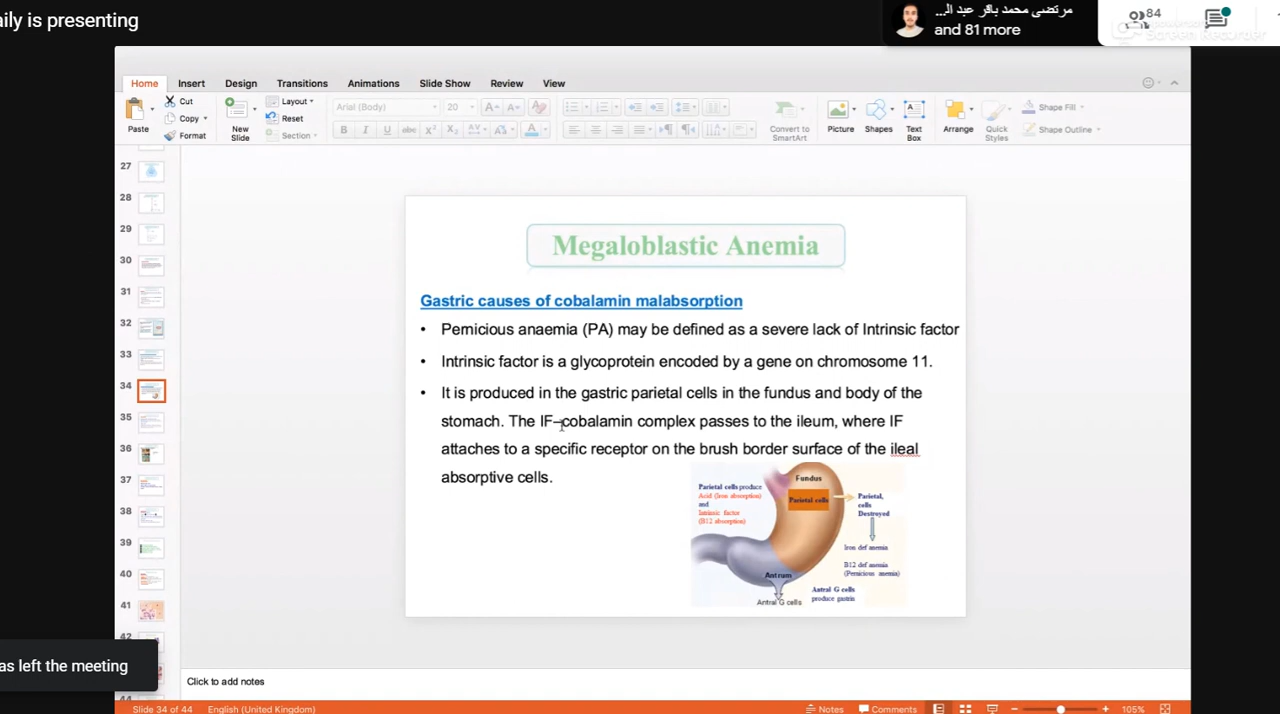 aily is presenting
مرتضى محمد باقر عبد الـ...
and 81 more
84
Screen Recorder
Home Insert Design Transitions Animations Slide Show Review View
Paste
Cut
Copy
Format
New Slide
Layout
Reset
Section
Arial (Body) 20
Convert to SmartArt
Picture
Shapes
Text Box
Arrange
Quick Styles
Shape Fill
Shape Outline
27
28
29
30
31
32
33
34
35
36
37
38
39
40
41
42
44
Megaloblastic Anemia
Gastric causes of cobalamin malabsorption
• Pernicious anaemia (PA) may be defined as a severe lack of Intrinsic factor
• Intrinsic factor is a glycoprotein encoded by a gene on chromosome 11.
• It is produced in the gastric parietal cells in the fundus and body of the
stomach. The IF–cobalamin complex passes to the ileum, where IF
attaches to a specific receptor on the brush border surface of the ileal
absorptive cells.
Parietal cells produce
Acid (Iron absorption)
and
Intrinsic factor
(B12 absorption)
Fundus
Parietal cells
Parietal,
cells
Destroyed
Iron def anemia
B12 def anemia
(Pernicious anemia)
Antrum
Antral G cells
Antral G cells
produce gastrin
as left the meeting
Click to add notes
Slide 34 of 44 English (United Kingdom)
Notes Comments 105%